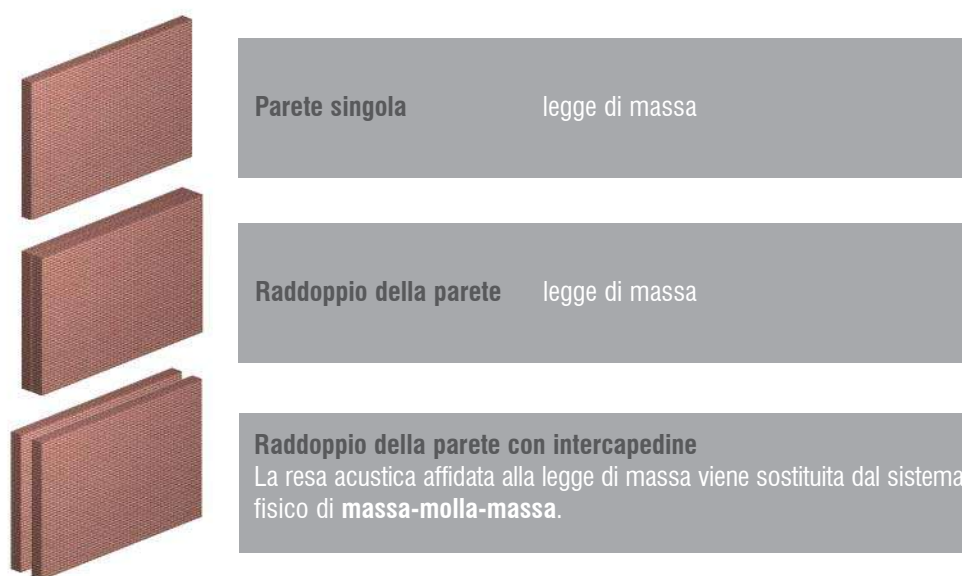 Parete singola legge di massa
Raddoppio della parete legge di massa
Raddoppio della parete con intercapedine
La resa acustica affidata alla legge di massa viene sostituita dal sistema
fisico di massa-molla-massa.